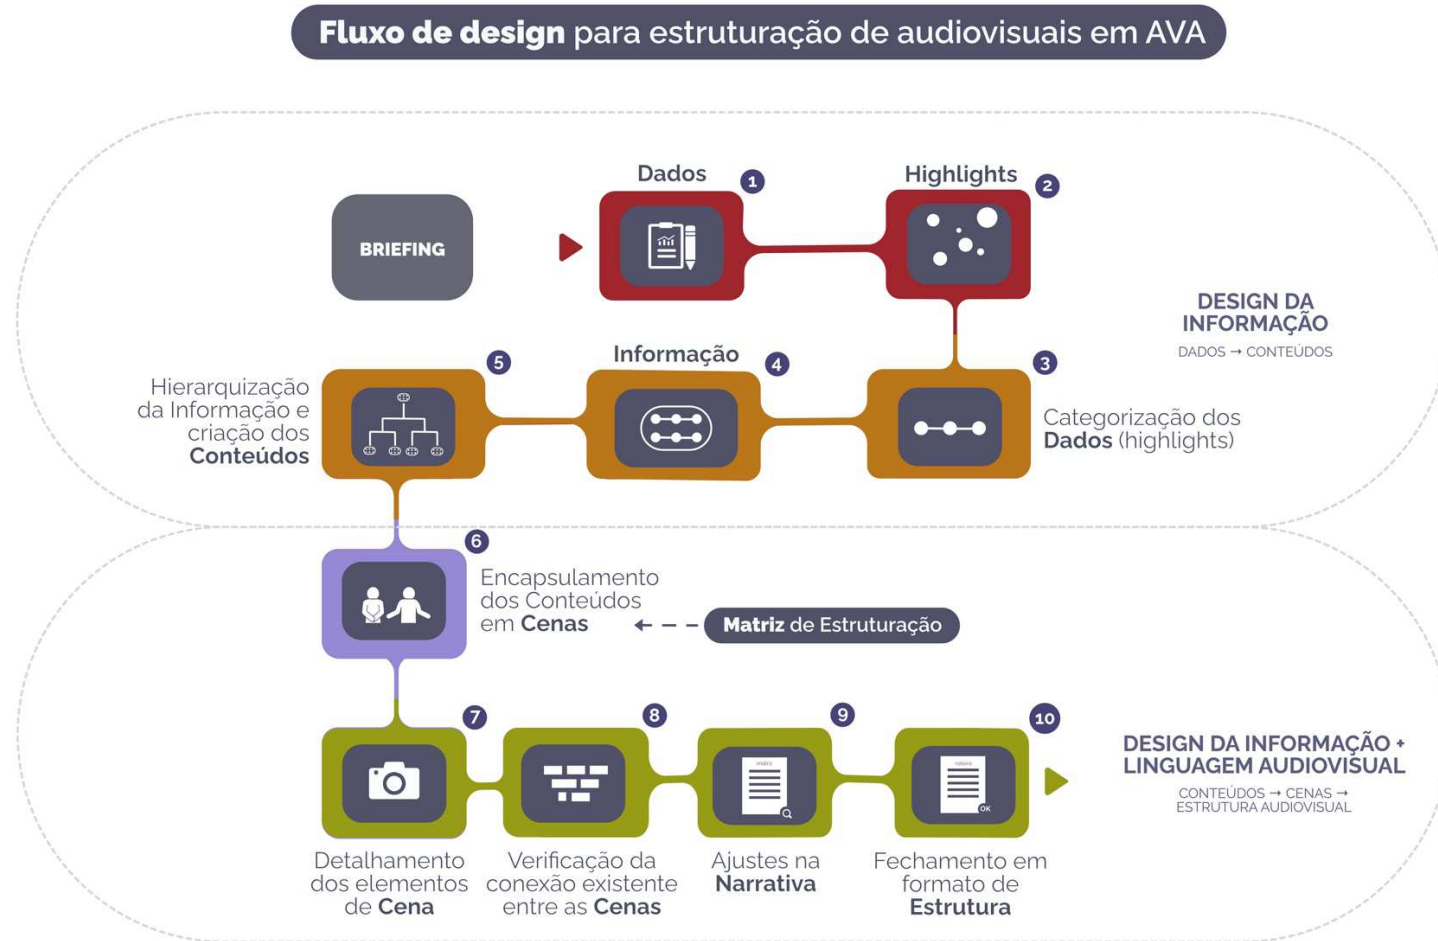 Fluxo de design para estruturação de audiovisuais em AVA
Dados
1
Highlights
2
BRIEFING
DESIGN DA
INFORMAÇÃO
DADOS → CONTEÚDOS
5
Informação
4
3
Hierarquização
da Informação e
criação dos
Conteúdos
Categorização dos
Dados (highlights)
6
Encapsulamento
dos Conteúdos
em Cenas
Matriz de Estruturação
7
8
9
10
DESIGN DA INFORMAÇÃO +
LINGUAGEM AUDIOVISUAL
CONTEÚDOS → CENAS →
ESTRUTURA AUDIOVISUAL
OK
Detalhamento
dos elementos
de Cena
Verificação da
conexão existente
entre as Cenas
Ajustes na
Narrativa
Fechamento em
formato de
Estrutura